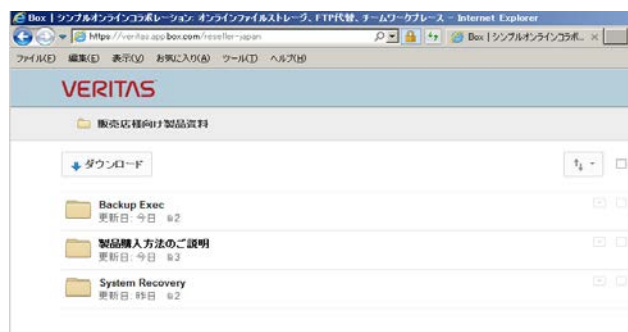 Box | シンプルオンラインコラボレーション: オンラインファイルストレージ、FTP代替、チームワークプレース - Internet Explorer
https://veritas.app.box.com/reseller-japan
Box | シンプルオンラインコラボ...
ファイル(F) 編集(E) 表示(V) お気に入り(A) ツール(T) ヘルプ(H)
VERITAS
販売店様向け製品資料
ダウンロード
Backup Exec
更新日: 今日 2
製品購入方法のご説明
更新日: 今日 3
System Recovery
更新日: 昨日 2